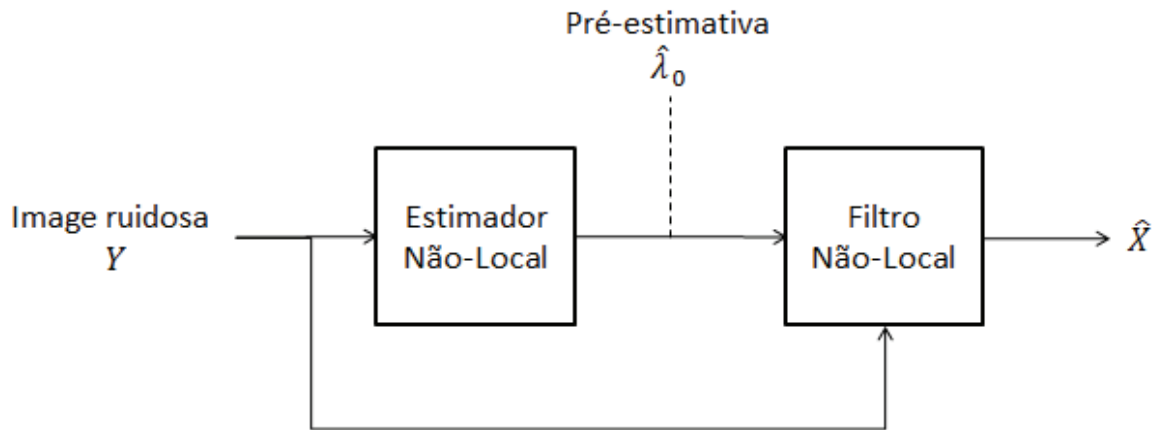 Pré-estimativa
λ̂₀
Image ruidosa
Y
Estimador
Não-Local
Filtro
Não-Local
X̂